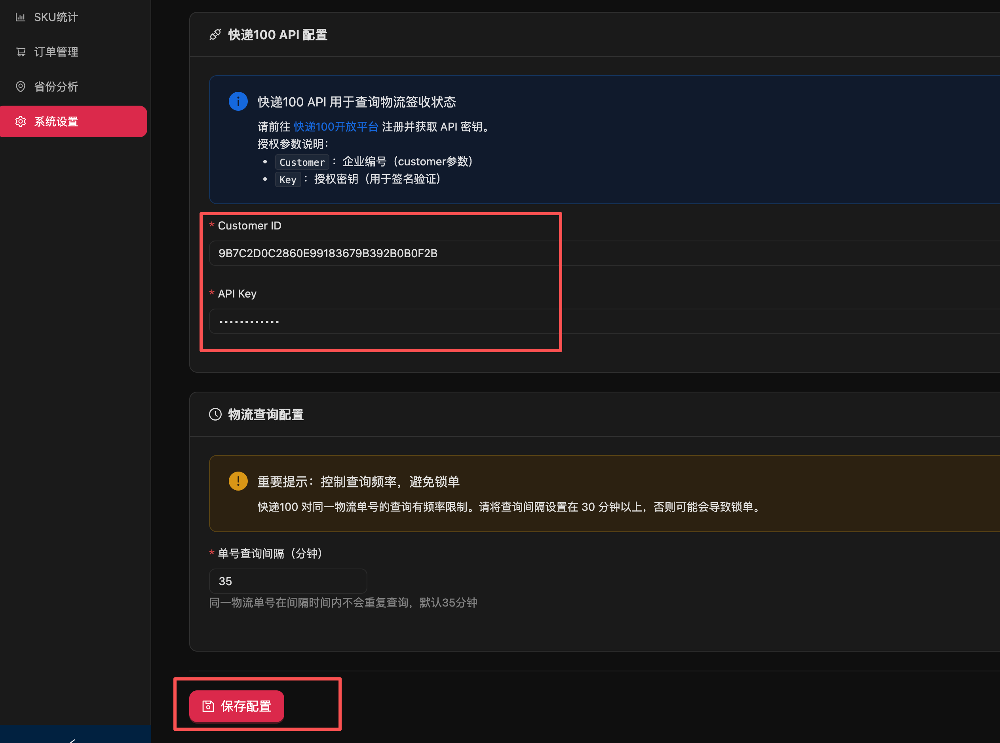 SKU统计
订单管理
省份分析
系统设置
快递100 API 配置
快递100 API 用于查询物流签收状态
请前往 快递100开放平台 注册并获取 API 密钥。
授权参数说明：
• Customer ： 企业编号（customer参数）
• Key ： 授权密钥（用于签名验证）
* Customer ID
9B7C2D0C2860E99183679B392B0B0F2B
* API Key
••••••••••••
物流查询配置
重要提示：控制查询频率，避免锁单
快递100 对同一物流单号的查询有频率限制。请将查询间隔设置在 30 分钟以上，否则可能会导致锁单。
* 单号查询间隔（分钟）
35
同一物流单号在间隔时间内不会重复查询，默认35分钟
保存配置